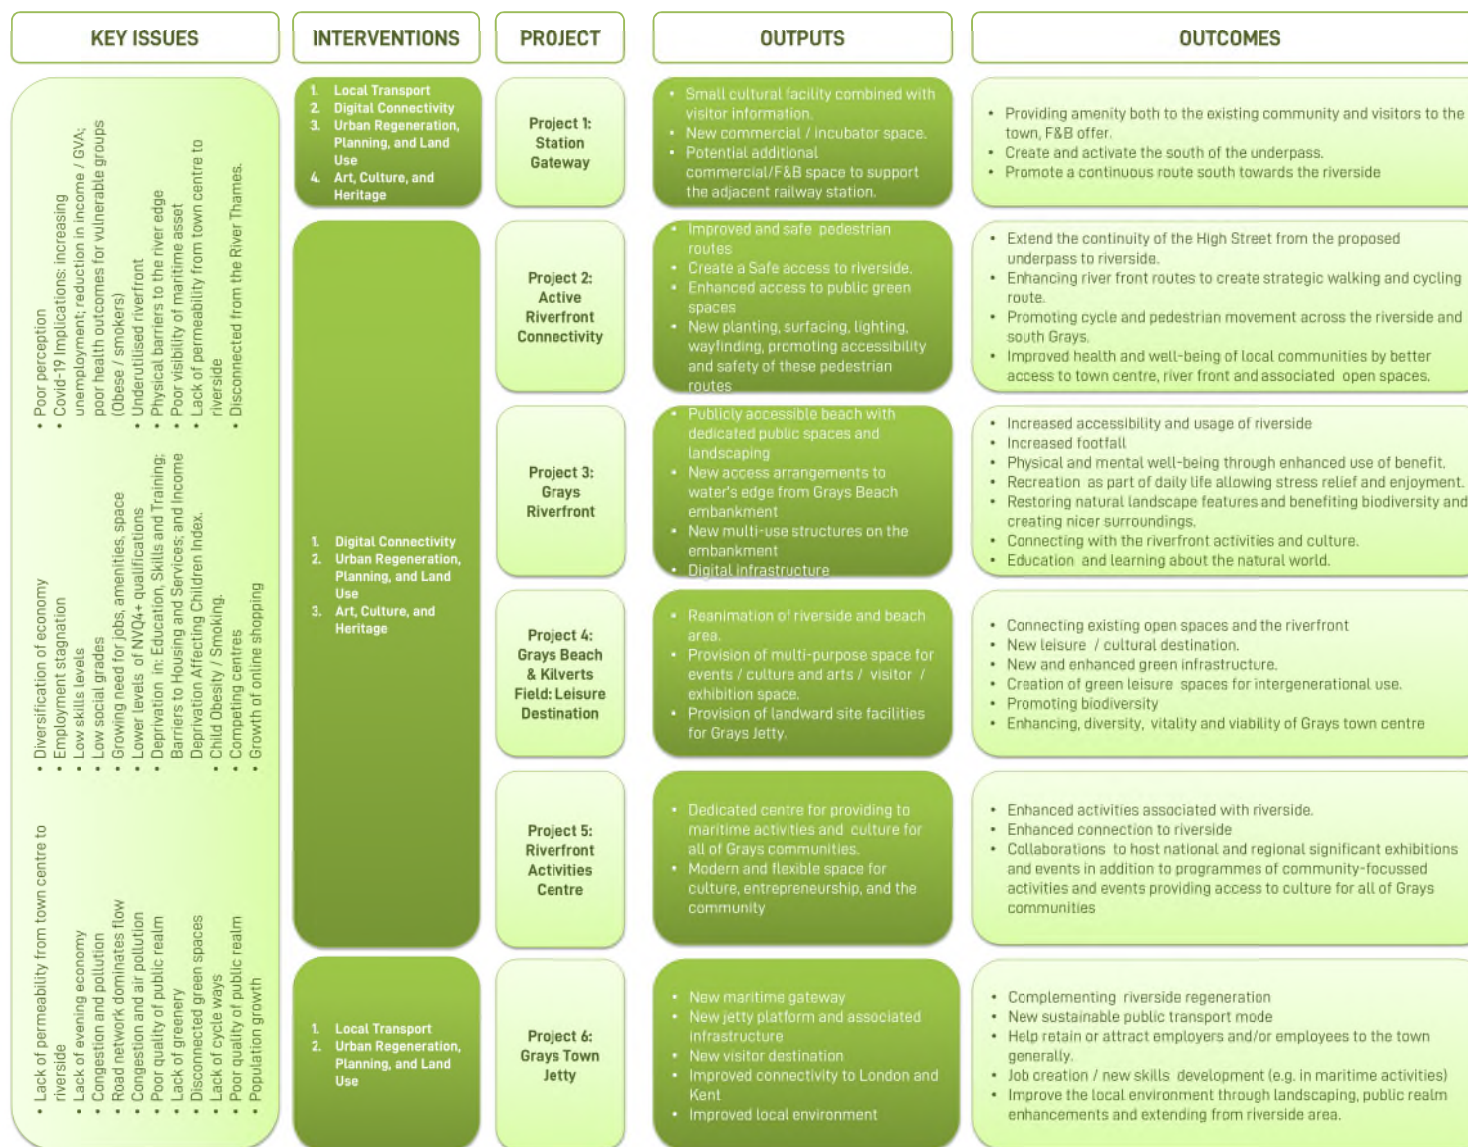 KEY ISSUES
INTERVENTIONS
PROJECT
OUTPUTS
OUTCOMES
• Poor perception
• Covid-19 Implications: increasing
unemployment; reduction in income / GVA;
poor health outcomes for vulnerable groups
(Obese / smokers)
• Underutilised riverfront
• Physical barriers to the river edge
• Poor visibility of maritime asset
• Lack of permeability from town centre to
riverside
• Disconnected from the River Thames.
• Diversification of economy
• Employment stagnation
• Low skills levels
• Low social grades
• Growing need for jobs, amenities, space
• Lower levels of NVQ4+ qualifications
• Deprivation in: Education, Skills and Training;
Barriers to Housing and Services; and Income
Deprivation Affecting Children Index.
• Child Obesity / Smoking.
• Competing centres
• Growth of online shopping
• Lack of permeability from town centre to
riverside
• Lack of evening economy
• Congestion and pollution
• Road network dominates flow
• Congestion and air pollution
• Poor quality of public realm
• Lack of greenery
• Disconnected green spaces
• Lack of cycle ways
• Poor quality of public realm
• Population growth
1. Local Transport
2. Digital Connectivity
3. Urban Regeneration,
Planning, and Land
Use
4. Art, Culture, and
Heritage
Project 1:
Station
Gateway
• Small cultural facility combined with
visitor information.
• New commercial / incubator space.
• Potential additional
commercial/F&B space to support
the adjacent railway station.
• Providing amenity both to the existing community and visitors to the
town, F&B offer.
• Create and activate the south of the underpass.
• Promote a continuous route south towards the riverside
1. Digital Connectivity
2. Urban Regeneration,
Planning, and Land
Use
3. Art, Culture, and
Heritage
Project 2:
Active
Riverfront
Connectivity
• Improved and safe pedestrian
routes
• Create a Safe access to riverside.
• Enhanced access to public green
spaces
• New planting, surfacing, lighting,
wayfinding, promoting accessibility
and safety of these pedestrian
routes
• Extend the continuity of the High Street from the proposed
underpass to riverside.
• Enhancing river front routes to create strategic walking and cycling
route.
• Promoting cycle and pedestrian movement across the riverside and
south Grays.
• Improved health and well-being of local communities by better
access to town centre, river front and associated open spaces.
Project 3:
Grays
Riverfront
• Publicly accessible beach with
dedicated public spaces and
landscaping
• New access arrangements to
water's edge from Grays Beach
embankment
• New multi-use structures on the
embankment
• Digital infrastructure
• Increased accessibility and usage of riverside
• Increased footfall
• Physical and mental well-being through enhanced use of benefit.
• Recreation as part of daily life allowing stress relief and enjoyment.
• Restoring natural landscape features and benefiting biodiversity and
creating nicer surroundings.
• Connecting with the riverfront activities and culture.
• Education and learning about the natural world.
Project 4:
Grays Beach
& Kilverts
Field: Leisure
Destination
• Reanimation of riverside and beach
area.
• Provision of multi-purpose space for
events / culture and arts / visitor /
exhibition space.
• Provision of landward site facilities
for Grays Jetty.
• Connecting existing open spaces and the riverfront
• New leisure / cultural destination.
• New and enhanced green infrastructure.
• Creation of green leisure spaces for intergenerational use.
• Promoting biodiversity
• Enhancing, diversity, vitality and viability of Grays town centre
Project 5:
Riverfront
Activities
Centre
• Dedicated centre for providing to
maritime activities and culture for
all of Grays communities.
• Modern and flexible space for
culture, entrepreneurship, and the
community
• Enhanced activities associated with riverside.
• Enhanced connection to riverside
• Collaborations to host national and regional significant exhibitions
and events in addition to programmes of community-focussed
activities and events providing access to culture for all of Grays
communities
1. Local Transport
2. Urban Regeneration,
Planning, and Land
Use
Project 6:
Grays Town
Jetty
• New maritime gateway
• New jetty platform and associated
infrastructure
• New visitor destination
• Improved connectivity to London and
Kent
• Improved local environment
• Complementing riverside regeneration
• New sustainable public transport mode
• Help retain or attract employers and/or employees to the town
generally.
• Job creation / new skills development (e.g. in maritime activities)
• Improve the local environment through landscaping, public realm
enhancements and extending from riverside area.